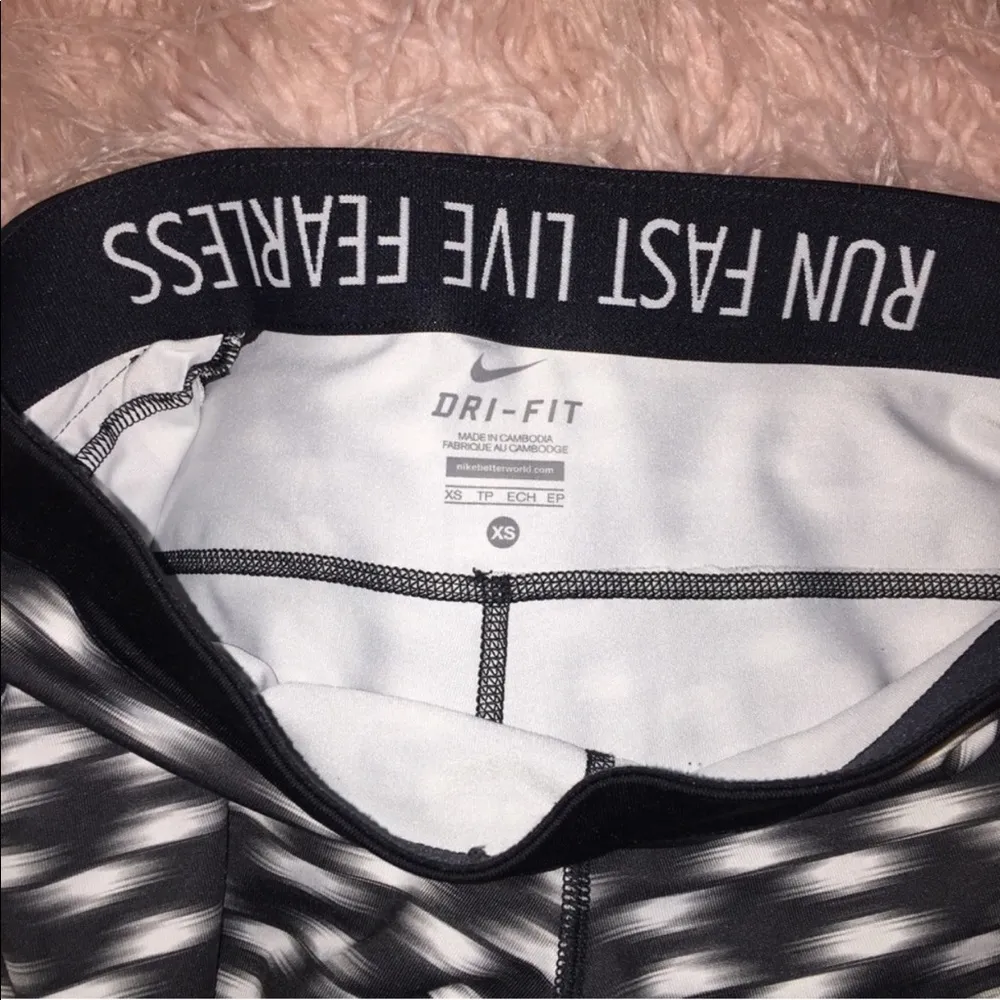 RUN FAST LIVE FEARLESS
DRI-FIT
MADE IN CAMBODIA
FABRIQUE AU CAMBODGE
nikebetterworld.com
XS TP ECH EP
XS